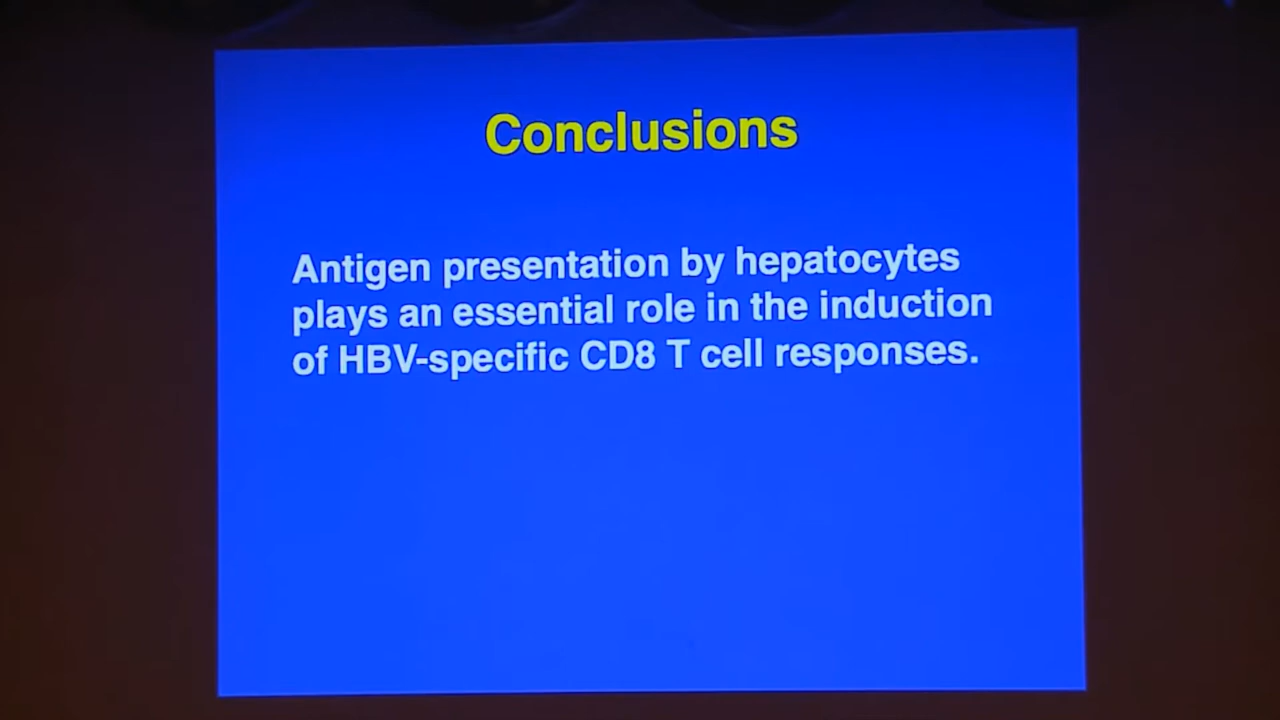 Conclusions
Antigen presentation by hepatocytes
plays an essential role in the induction
of HBV-specific CD8 T cell responses.